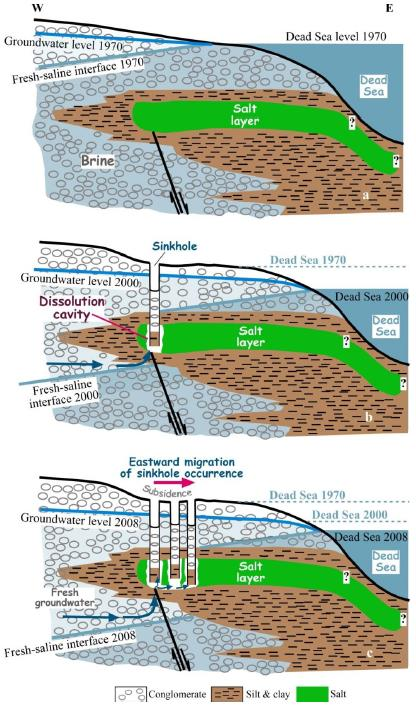 W
E
Groundwater level 1970
Dead Sea level 1970
Fresh-saline interface 1970
Dead
Sea
Salt
layer
?
?
Brine
a
Sinkhole
Dead Sea 1970
Groundwater level 2000
Dead Sea 2000
Dissolution
cavity
Dead
Sea
Salt
layer
?
?
Fresh-saline
interface 2000
b
Eastward migration
of sinkhole occurrence
Subsidence
Dead Sea 1970
Dead Sea 2000
Groundwater level 2008
Dead Sea 2008
Dead
Sea
Salt
layer
?
?
Fresh
groundwater
Fresh-saline interface 2008
c
Conglomerate
Silt & clay
Salt